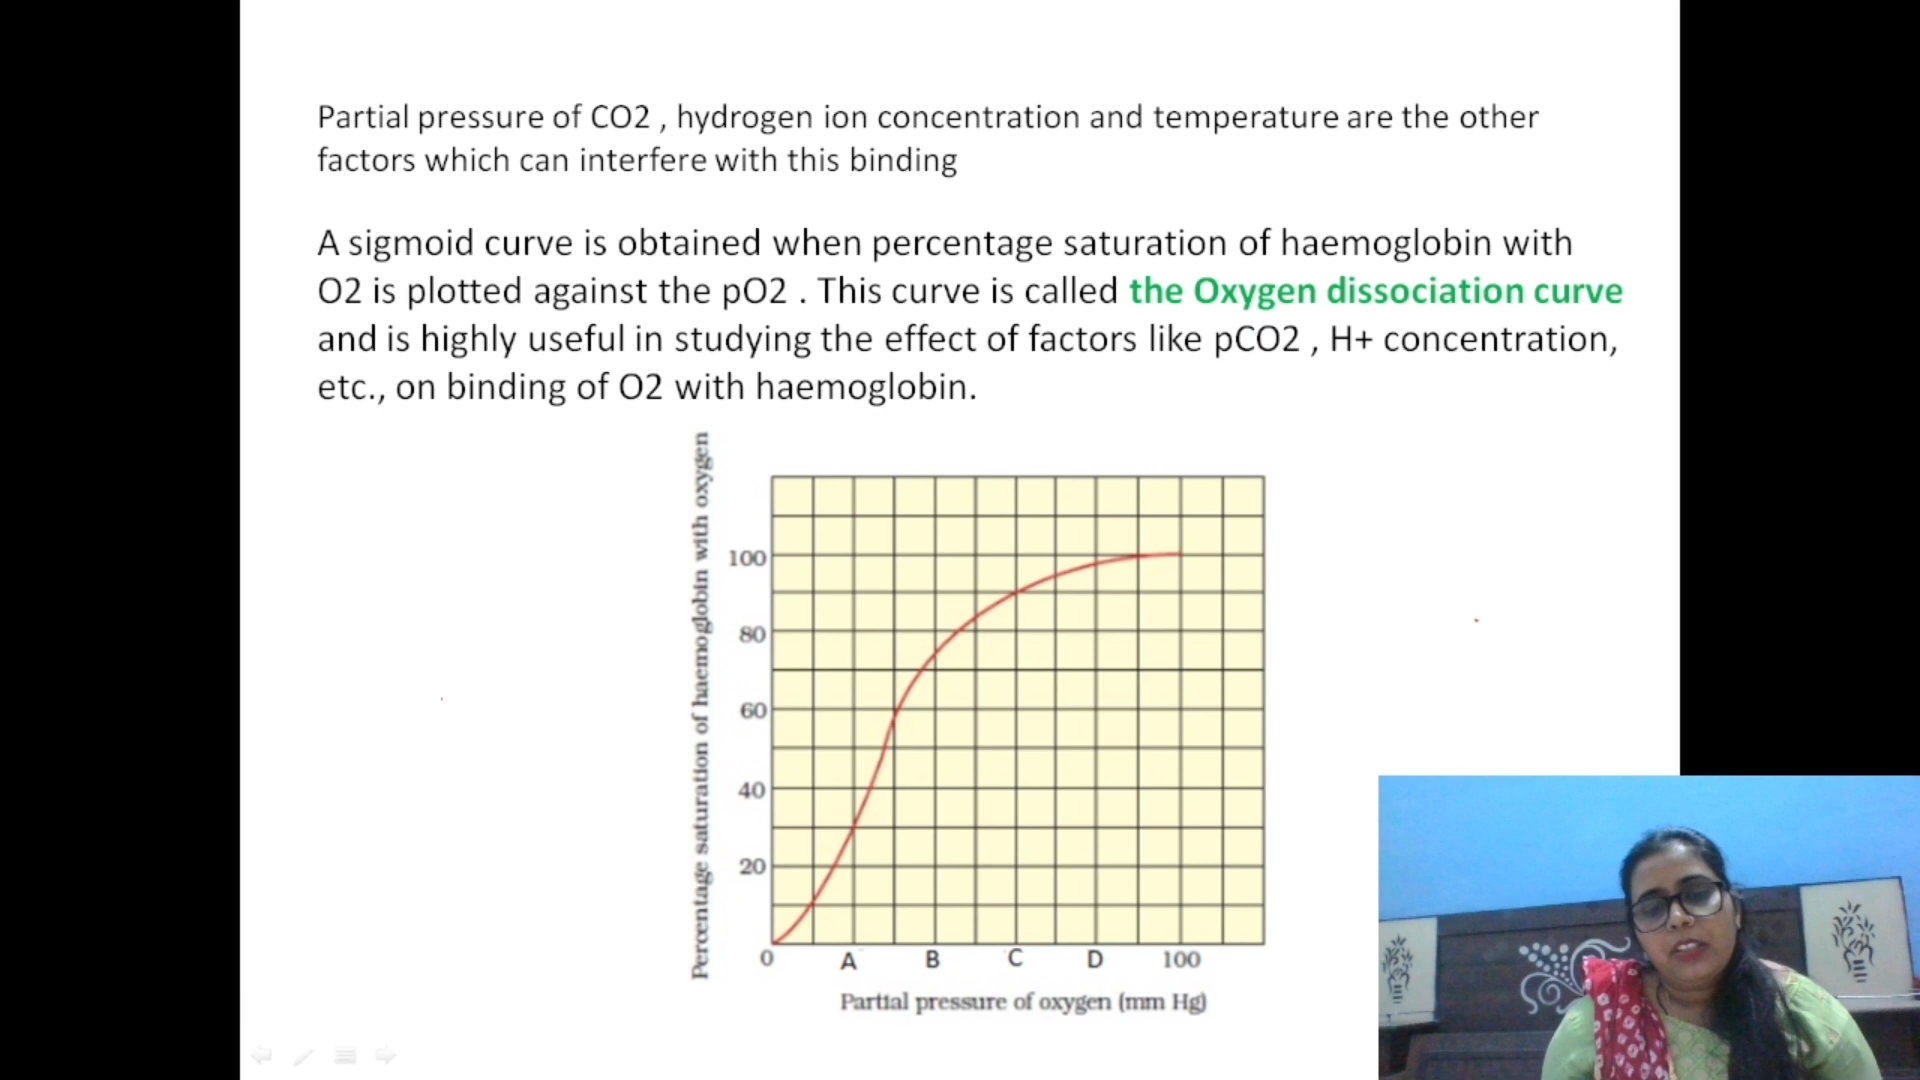 Partial pressure of CO2 , hydrogen ion concentration and temperature are the other
factors which can interfere with this binding
A sigmoid curve is obtained when percentage saturation of haemoglobin with
O2 is plotted against the pO2 . This curve is called the Oxygen dissociation curve
and is highly useful in studying the effect of factors like pCO2 , H+ concentration,
etc., on binding of O2 with haemoglobin.
Percentage saturation of haemoglobin with oxygen
100
80
60
40
20
0 A B C D 100
Partial pressure of oxygen (mm Hg)